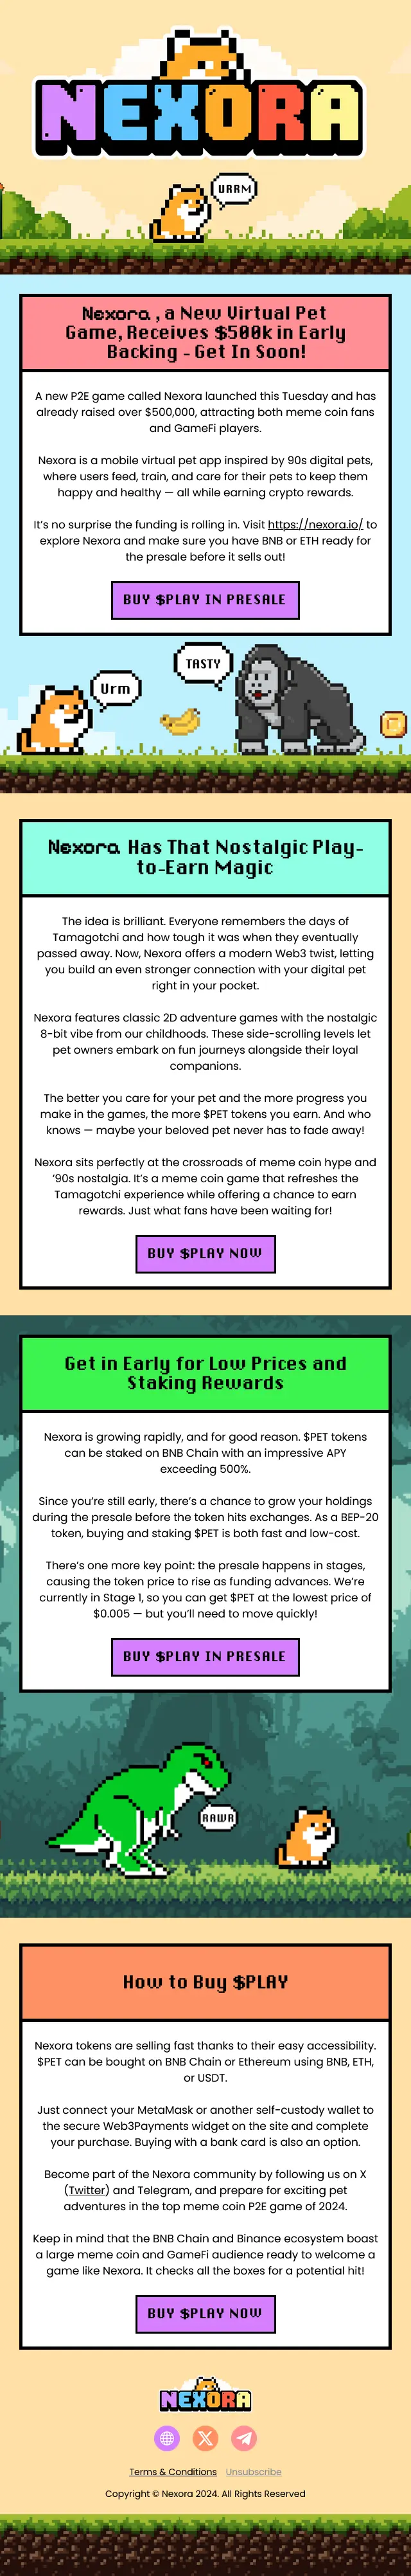 NEXORA
URRM
Nexora, a New Virtual Pet
Game, Receives $500k in Early
Backing - Get In Soon!
A new P2E game called Nexora launched this Tuesday and has
already raised over $500,000, attracting both meme coin fans
and GameFi players.
Nexora is a mobile virtual pet app inspired by 90s digital pets,
where users feed, train, and care for their pets to keep them
happy and healthy — all while earning crypto rewards.
It's no surprise the funding is rolling in. Visit https://nexora.io/ to
explore Nexora and make sure you have BNB or ETH ready for
the presale before it sells out!
BUY $PLAY IN PRESALE
TASTY
Urm
Nexora Has That Nostalgic Play-
to-Earn Magic
The idea is brilliant. Everyone remembers the days of
Tamagotchi and how tough it was when they eventually
passed away. Now, Nexora offers a modern Web3 twist, letting
you build an even stronger connection with your digital pet
right in your pocket.
Nexora features classic 2D adventure games with the nostalgic
8-bit vibe from our childhoods. These side-scrolling levels let
pet owners embark on fun journeys alongside their loyal
companions.
The better you care for your pet and the more progress you
make in the games, the more $PET tokens you earn. And who
knows — maybe your beloved pet never has to fade away!
Nexora sits perfectly at the crossroads of meme coin hype and
'90s nostalgia. It's a meme coin game that refreshes the
Tamagotchi experience while offering a chance to earn
rewards. Just what fans have been waiting for!
BUY $PLAY NOW
Get in Early for Low Prices and
Staking Rewards
Nexora is growing rapidly, and for good reason. $PET tokens
can be staked on BNB Chain with an impressive APY
exceeding 500%.
Since you're still early, there's a chance to grow your holdings
during the presale before the token hits exchanges. As a BEP-20
token, buying and staking $PET is both fast and low-cost.
There's one more key point: the presale happens in stages,
causing the token price to rise as funding advances. We're
currently in Stage 1, so you can get $PET at the lowest price of
$0.005 — but you'll need to move quickly!
BUY $PLAY IN PRESALE
RAWR
How to Buy $PLAY
Nexora tokens are selling fast thanks to their easy accessibility.
$PET can be bought on BNB Chain or Ethereum using BNB, ETH,
or USDT.
Just connect your MetaMask or another self-custody wallet to
the secure Web3Payments widget on the site and complete
your purchase. Buying with a bank card is also an option.
Become part of the Nexora community by following us on X
(Twitter) and Telegram, and prepare for exciting pet
adventures in the top meme coin P2E game of 2024.
Keep in mind that the BNB Chain and Binance ecosystem boast
a large meme coin and GameFi audience ready to welcome a
game like Nexora. It checks all the boxes for a potential hit!
BUY $PLAY NOW
NEXORA
Terms & Conditions Unsubscribe
Copyright © Nexora 2024. All Rights Reserved